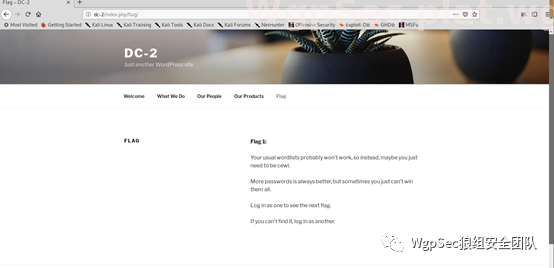 Flag – DC-2
dc-2/index.php/flag/
Most Visited Getting Started Kali Linux Kali Training Kali Tools Kali Docs Kali Forums NetHunter Offensive Security Exploit-DB GHDB MSFU
DC-2
Just another WordPress site
Welcome What We Do Our People Our Products Flag
FLAG
Flag 1:
Your usual wordlists probably won't work, so instead, maybe you just
need to be cewl.
More passwords is always better, but sometimes you just can't win
them all.
Log in as one to see the next flag.
If you can't find it, log in as another.
WgpSec狼组安全团队